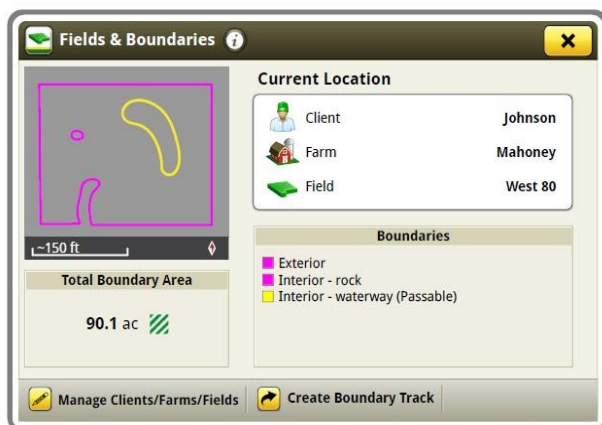 Fields & Boundaries
Current Location
Client Johnson
Farm Mahoney
Field West 80
~150 ft
Boundaries
Exterior
Interior - rock
Interior - waterway (Passable)
Total Boundary Area
90.1 ac
Manage Clients/Farms/Fields
Create Boundary Track